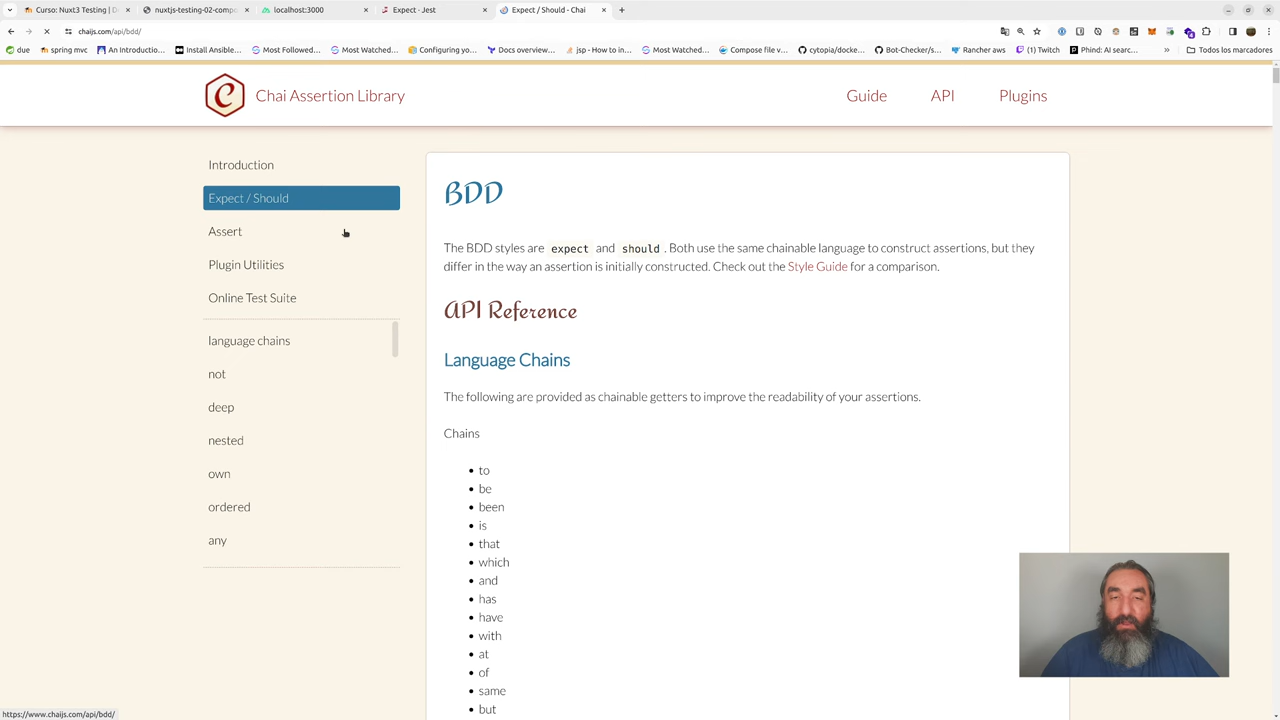 Curso: Nuxt3 Testing | D
nuxtjs-testing-02-compo
localhost:3000
Expect · Jest
Expect / Should - Chai
chaijs.com/api/bdd/
due
spring mvc
An Introductio...
Install Ansible...
Most Followed...
Most Watched...
Configuring yo...
Docs overview...
jsp - How to in...
Most Watched...
Compose file v...
cytopia/docke...
Bot-Checker/s...
Rancher aws
(1) Twitch
Phind: AI searc...
Todos los marcadores
Chai Assertion Library
Guide
API
Plugins
Introduction
Expect / Should
Assert
Plugin Utilities
Online Test Suite
language chains
not
deep
nested
own
ordered
any
BDD
The BDD styles are expect and should . Both use the same chainable language to construct assertions, but they
differ in the way an assertion is initially constructed. Check out the Style Guide for a comparison.
API Reference
Language Chains
The following are provided as chainable getters to improve the readability of your assertions.
Chains
to
be
been
is
that
which
and
has
have
with
at
of
same
but
https://www.chaijs.com/api/bdd/